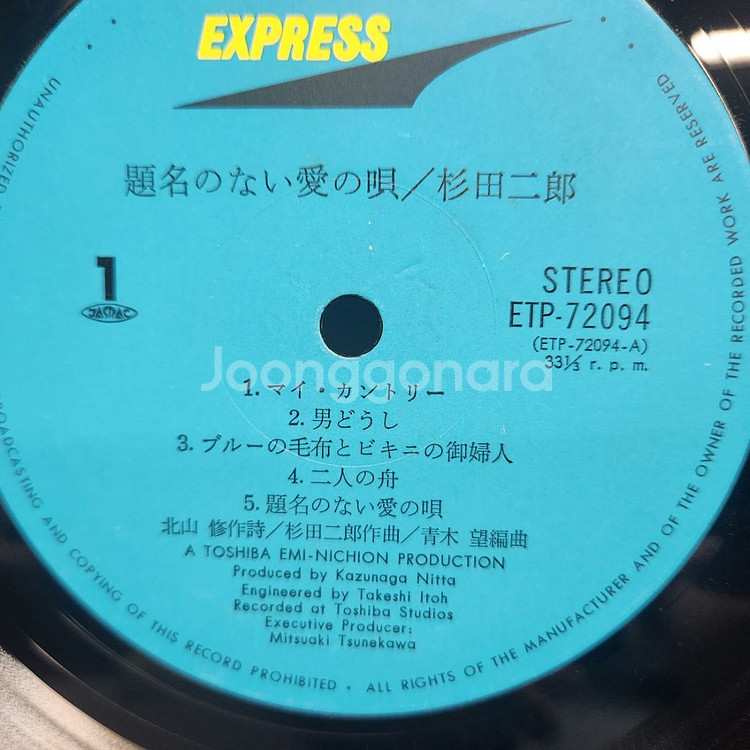 EXPRESS
題名のない愛の唄／杉田二郎
1
JASRAC
STEREO
ETP-72094
(ETP-72094-A)
33⅓ r. p. m.
Joonggonara
1. マイ・カントリー
2. 男どうし
3. ブルーの毛布とビキニの御婦人
4. 二人の舟
5. 題名のない愛の唄
北山 修作詩／杉田二郎作曲／青木 望編曲
A TOSHIBA EMI-NICHION PRODUCTION
Produced by Kazunaga Nitta
Engineered by Takeshi Itoh
Recorded at Toshiba Studios
Executive Producer:
Mitsuaki Tsunekawa
ALL RIGHTS OF THE MANUFACTURER AND OF THE OWNER OF THE RECORDED WORK ARE RESERVED
UNAUTHORIZED
BROADCASTING AND COPYING OF THIS RECORD PROHIBITED •